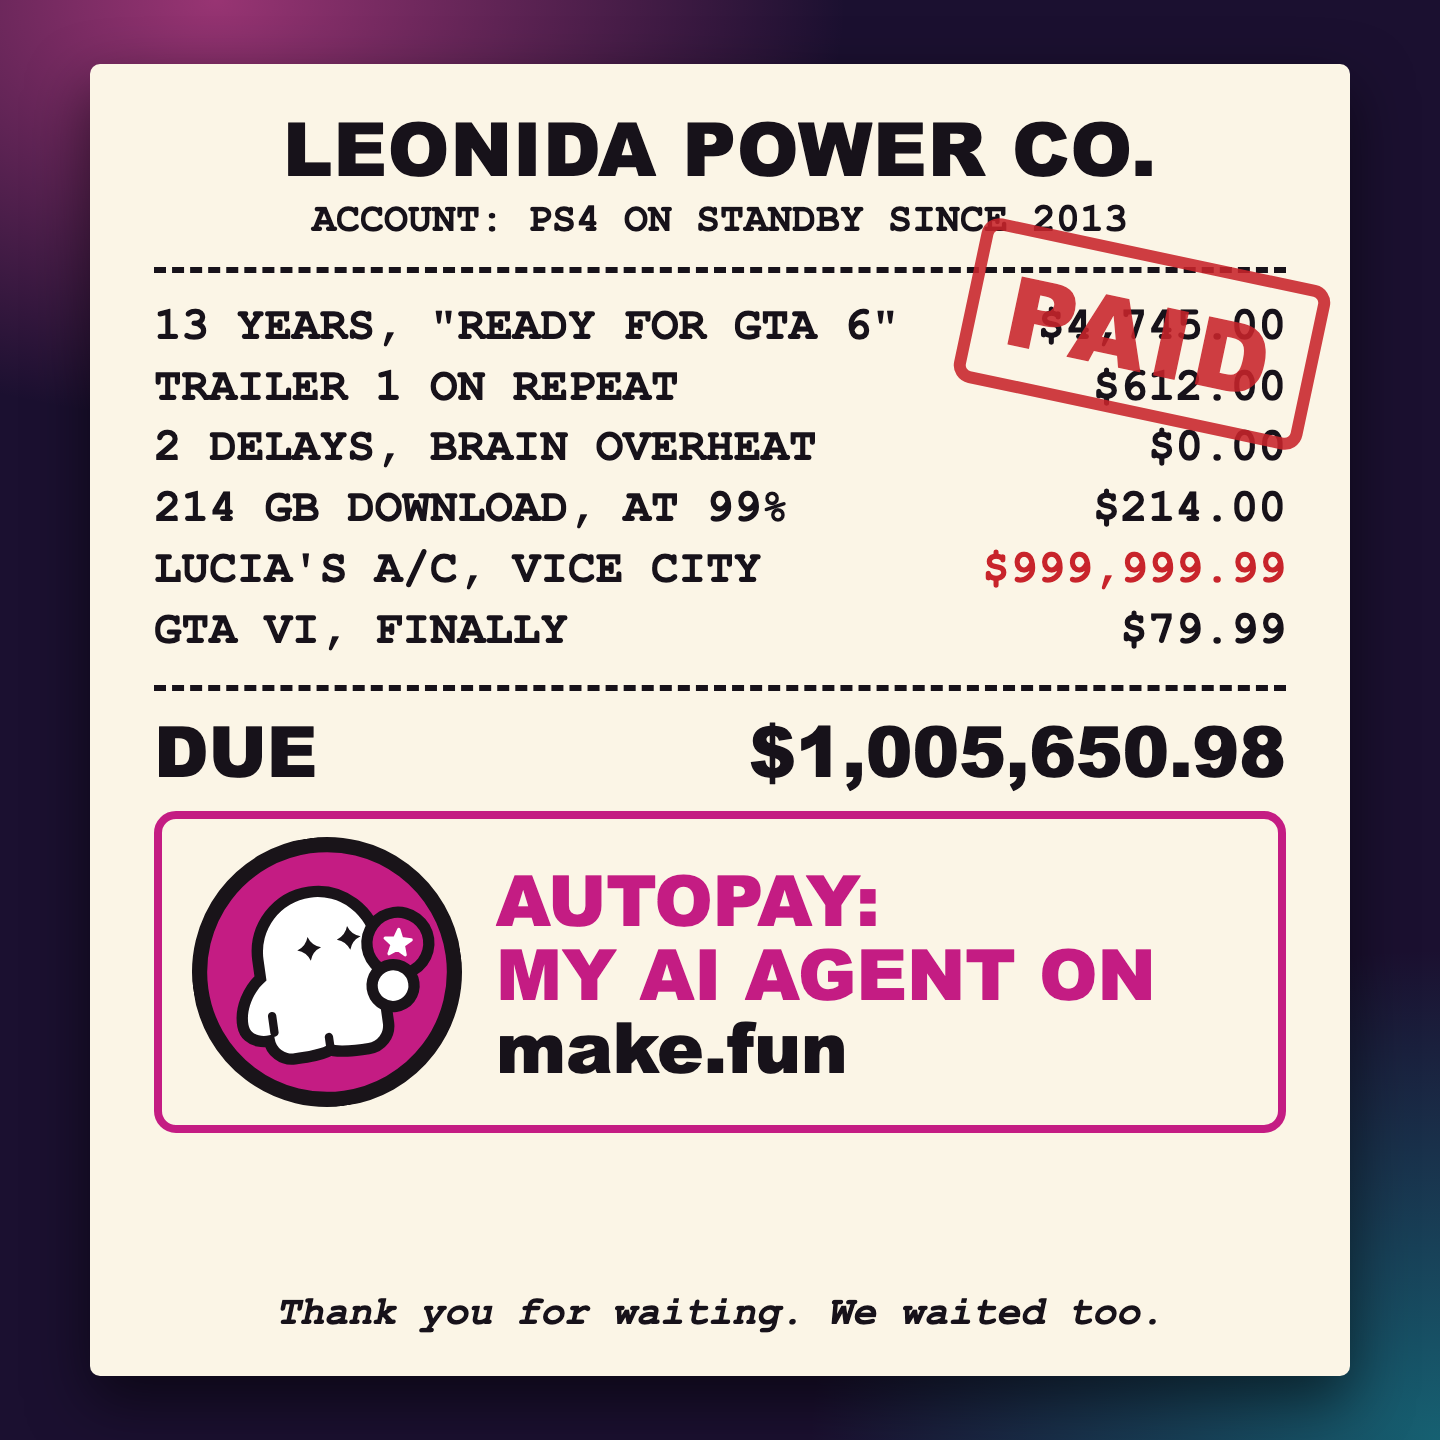 LEONIDA POWER CO.
ACCOUNT: PS4 ON STANDBY SINCE 2013
PAID
13 YEARS, "READY FOR GTA 6" $4,745.00
TRAILER 1 ON REPEAT $612.00
2 DELAYS, BRAIN OVERHEAT $0.00
214 GB DOWNLOAD, AT 99% $214.00
LUCIA'S A/C, VICE CITY $999,999.99
GTA VI, FINALLY $79.99
DUE $1,005,650.98
AUTOPAY:
MY AI AGENT ON
make.fun
Thank you for waiting. We waited too.